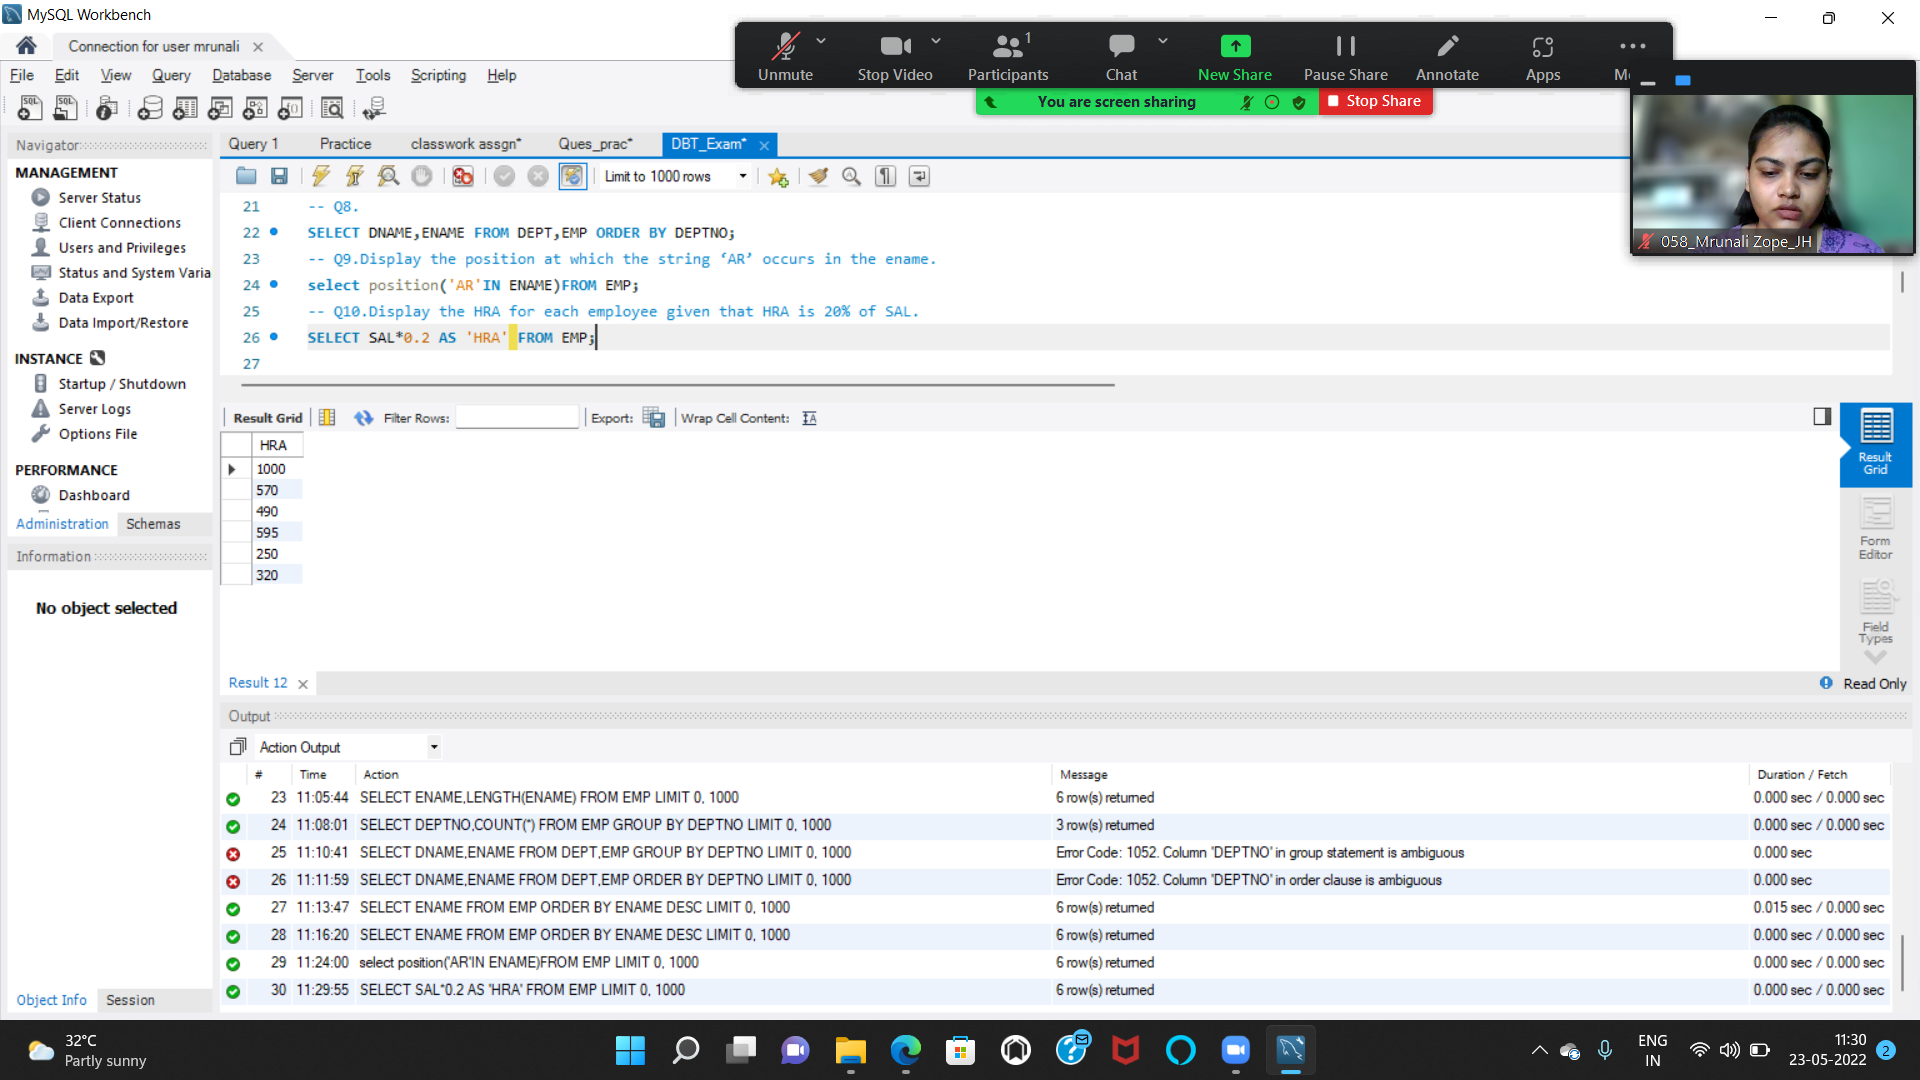 MySQL Workbench
Connection for user mrunali
File Edit View Query Database Server Tools Scripting Help
Unmute Stop Video Participants 1 Chat New Share Pause Share Annotate Apps
You are screen sharing Stop Share
058_Mrunali Zope_JH
Navigator
MANAGEMENT
Server Status
Client Connections
Users and Privileges
Status and System Varia
Data Export
Data Import/Restore
INSTANCE
Startup / Shutdown
Server Logs
Options File
PERFORMANCE
Dashboard
Administration Schemas
Information
No object selected
Object Info Session
Query 1 Practice classwork assgn* Ques_prac* DBT_Exam*
Limit to 1000 rows
21 -- Q8.
22 SELECT DNAME,ENAME FROM DEPT,EMP ORDER BY DEPTNO;
23 -- Q9.Display the position at which the string ‘AR’ occurs in the ename.
24 select position('AR'IN ENAME)FROM EMP;
25 -- Q10.Display the HRA for each employee given that HRA is 20% of SAL.
26 SELECT SAL*0.2 AS 'HRA' FROM EMP;
27
Result Grid Filter Rows: Export: Wrap Cell Content:
HRA
1000
570
490
595
250
320
Result Grid
Form Editor
Field Types
Result 12 Read Only
Output
Action Output
# Time Action Message Duration / Fetch
23 11:05:44 SELECT ENAME,LENGTH(ENAME) FROM EMP LIMIT 0, 1000 6 row(s) returned 0.000 sec / 0.000 sec
24 11:08:01 SELECT DEPTNO,COUNT(*) FROM EMP GROUP BY DEPTNO LIMIT 0, 1000 3 row(s) returned 0.000 sec / 0.000 sec
25 11:10:41 SELECT DNAME,ENAME FROM DEPT,EMP GROUP BY DEPTNO LIMIT 0, 1000 Error Code: 1052. Column 'DEPTNO' in group statement is ambiguous 0.000 sec
26 11:11:59 SELECT DNAME,ENAME FROM DEPT,EMP ORDER BY DEPTNO LIMIT 0, 1000 Error Code: 1052. Column 'DEPTNO' in order clause is ambiguous 0.000 sec
27 11:13:47 SELECT ENAME FROM EMP ORDER BY ENAME DESC LIMIT 0, 1000 6 row(s) returned 0.015 sec / 0.000 sec
28 11:16:20 SELECT ENAME FROM EMP ORDER BY ENAME DESC LIMIT 0, 1000 6 row(s) returned 0.000 sec / 0.000 sec
29 11:24:00 select position('AR'IN ENAME)FROM EMP LIMIT 0, 1000 6 row(s) returned 0.000 sec / 0.000 sec
30 11:29:55 SELECT SAL*0.2 AS 'HRA' FROM EMP LIMIT 0, 1000 6 row(s) returned 0.000 sec / 0.000 sec
32°C
Partly sunny
ENG
IN
11:30
23-05-2022
2